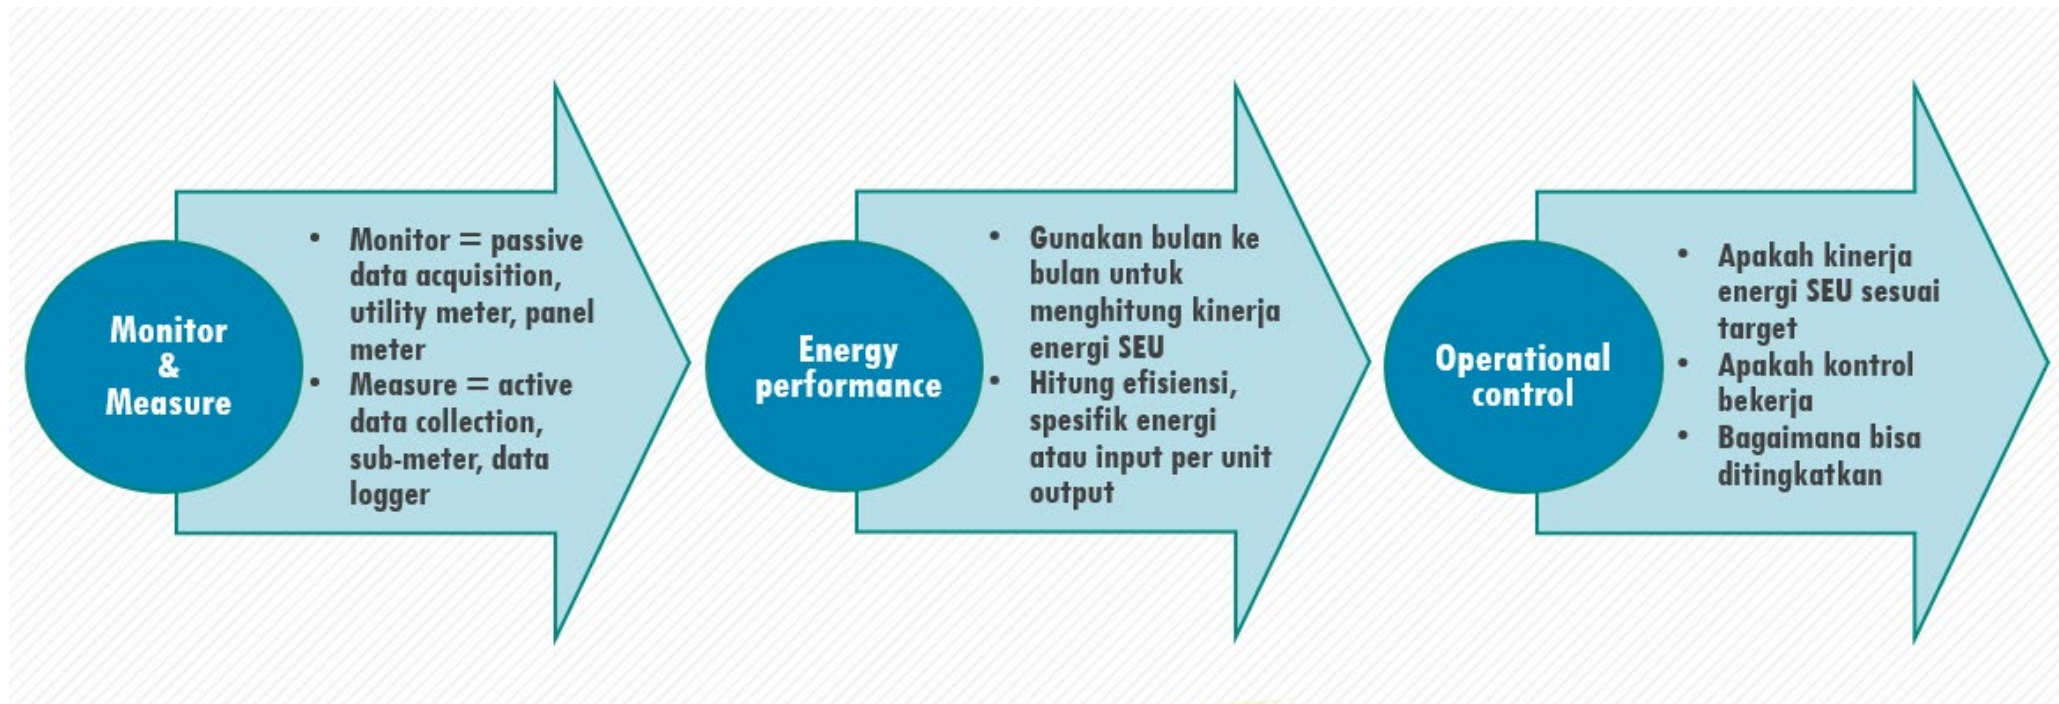 Monitor
&
Measure
• Monitor = passive
data acquisition,
utility meter, panel
meter
• Measure = active
data collection,
sub-meter, data
logger
Energy
performance
• Gunakan bulan ke
bulan untuk
menghitung kinerja
energi SEU
• Hitung efisiensi,
spesifik energi
atau input per unit
output
Operational
control
• Apakah kinerja
energi SEU sesuai
target
• Apakah kontrol
bekerja
• Bagaimana bisa
ditingkatkan